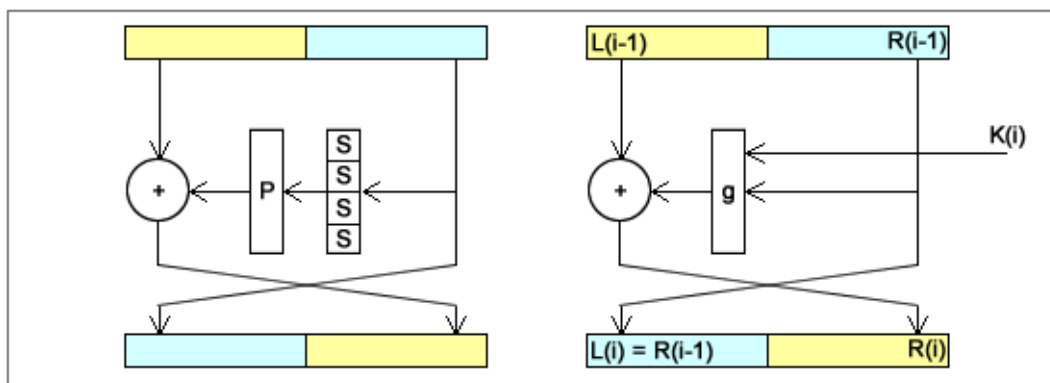 L(i-1) R(i-1)
K(i)
S
S
S
S
+
P
+
g
L(i) = R(i-1) R(i)